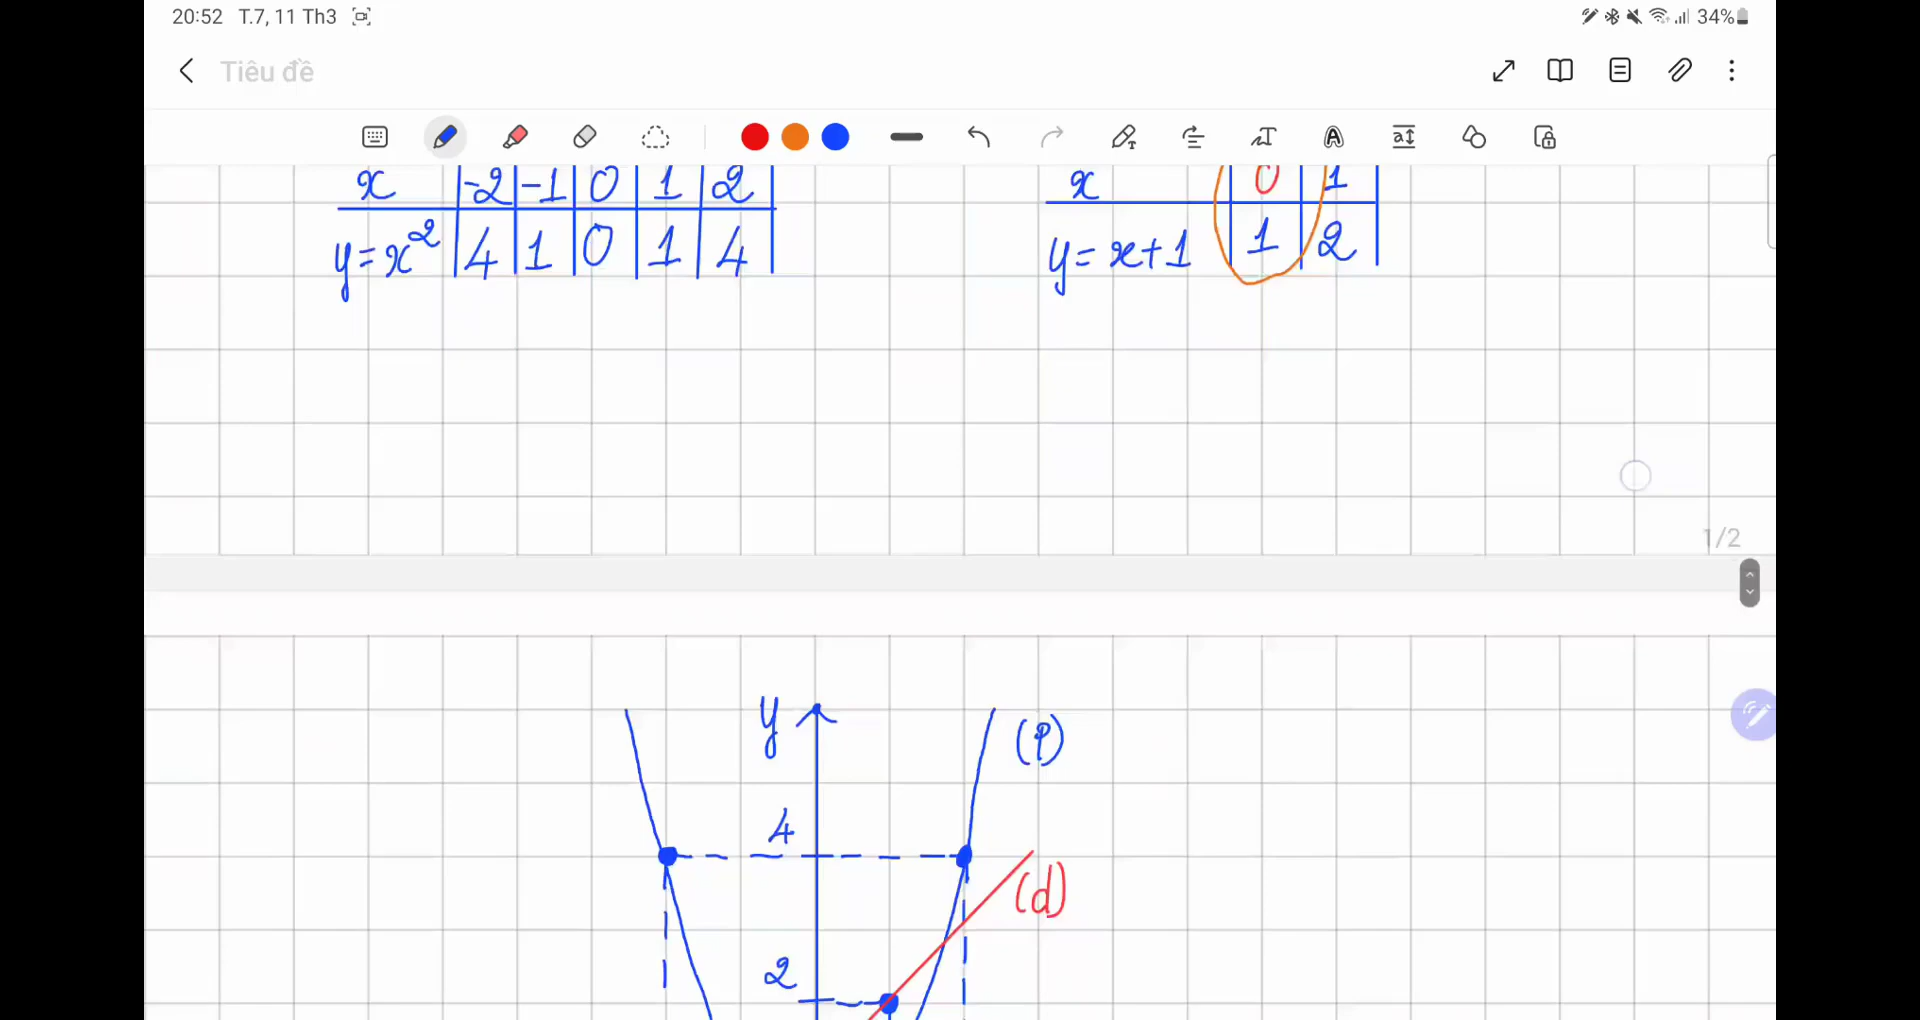 20:52 T.7, 11 Th3 34%
Tiêu đề
x -2 -1 0 1 2
y=x² 4 1 0 1 4
x 0 1
y=x+1 1 2
1/2
y
(P)
4
(d)
2